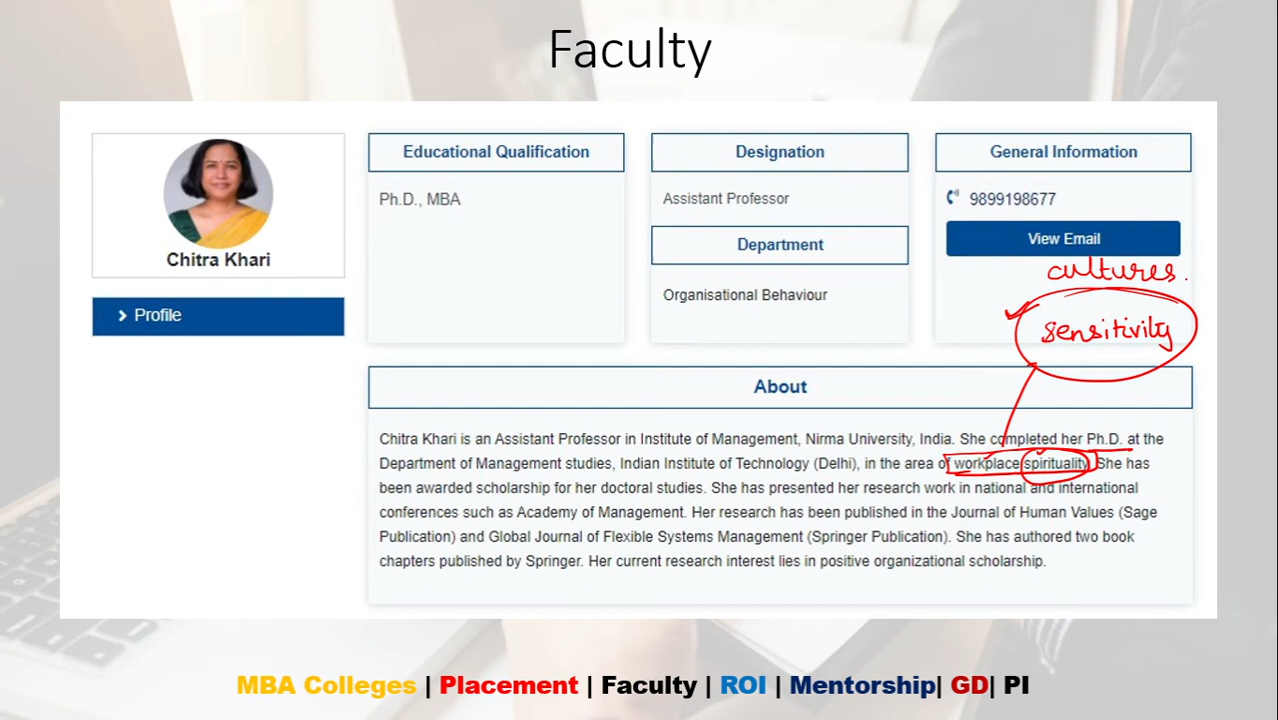 Faculty
Chitra Khari
Profile
Educational Qualification
Ph.D., MBA
Designation
Assistant Professor
Department
Organisational Behaviour
General Information
9899198677
View Email
cultures.
sensitivity
About
Chitra Khari is an Assistant Professor in Institute of Management, Nirma University, India. She completed her Ph.D. at the
Department of Management studies, Indian Institute of Technology (Delhi), in the area of workplace spirituality. She has
been awarded scholarship for her doctoral studies. She has presented her research work in national and international
conferences such as Academy of Management. Her research has been published in the Journal of Human Values (Sage
Publication) and Global Journal of Flexible Systems Management (Springer Publication). She has authored two book
chapters published by Springer. Her current research interest lies in positive organizational scholarship.
MBA Colleges | Placement | Faculty | ROI | Mentorship| GD| PI